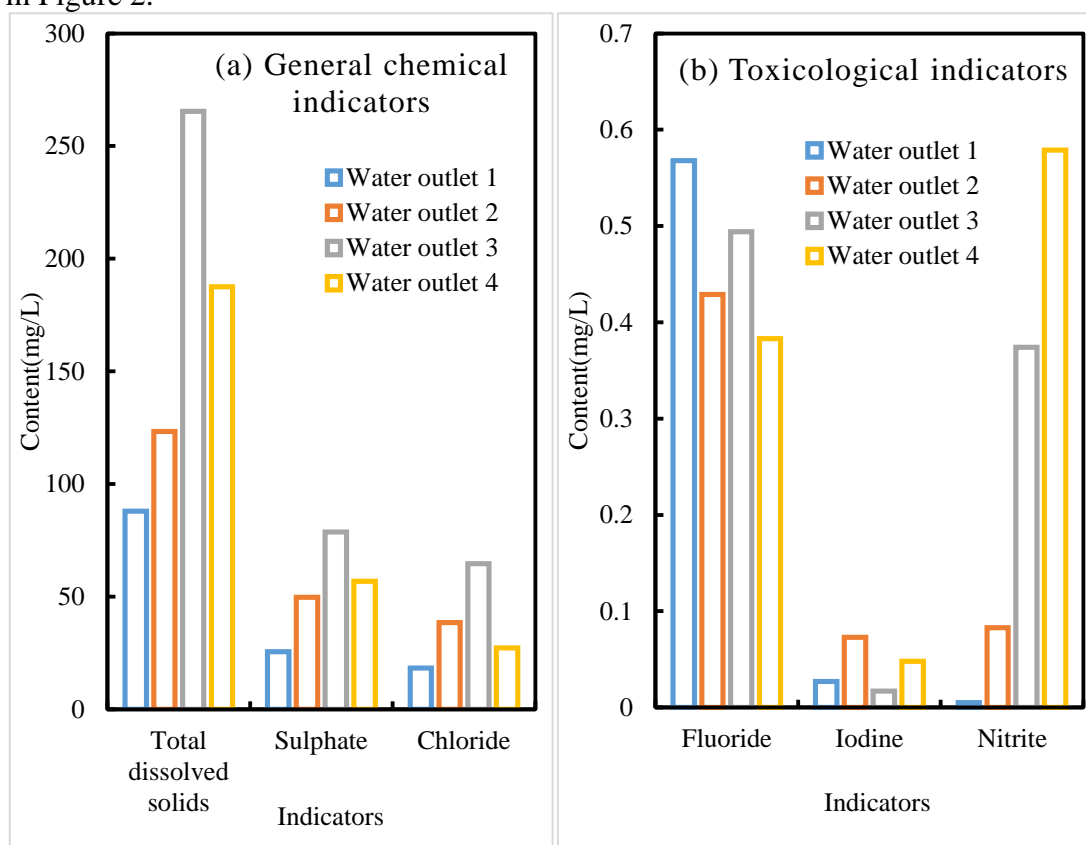 in Figure 2.
300
250
200
150
100
50
0
Content(mg/L)
(a) General chemical
indicators
Water outlet 1
Water outlet 2
Water outlet 3
Water outlet 4
Total
dissolved
solids
Sulphate
Chloride
Indicators
0.7
0.6
0.5
0.4
0.3
0.2
0.1
0
Content(mg/L)
(b) Toxicological indicators
Water outlet 1
Water outlet 2
Water outlet 3
Water outlet 4
Fluoride
Iodine
Nitrite
Indicators